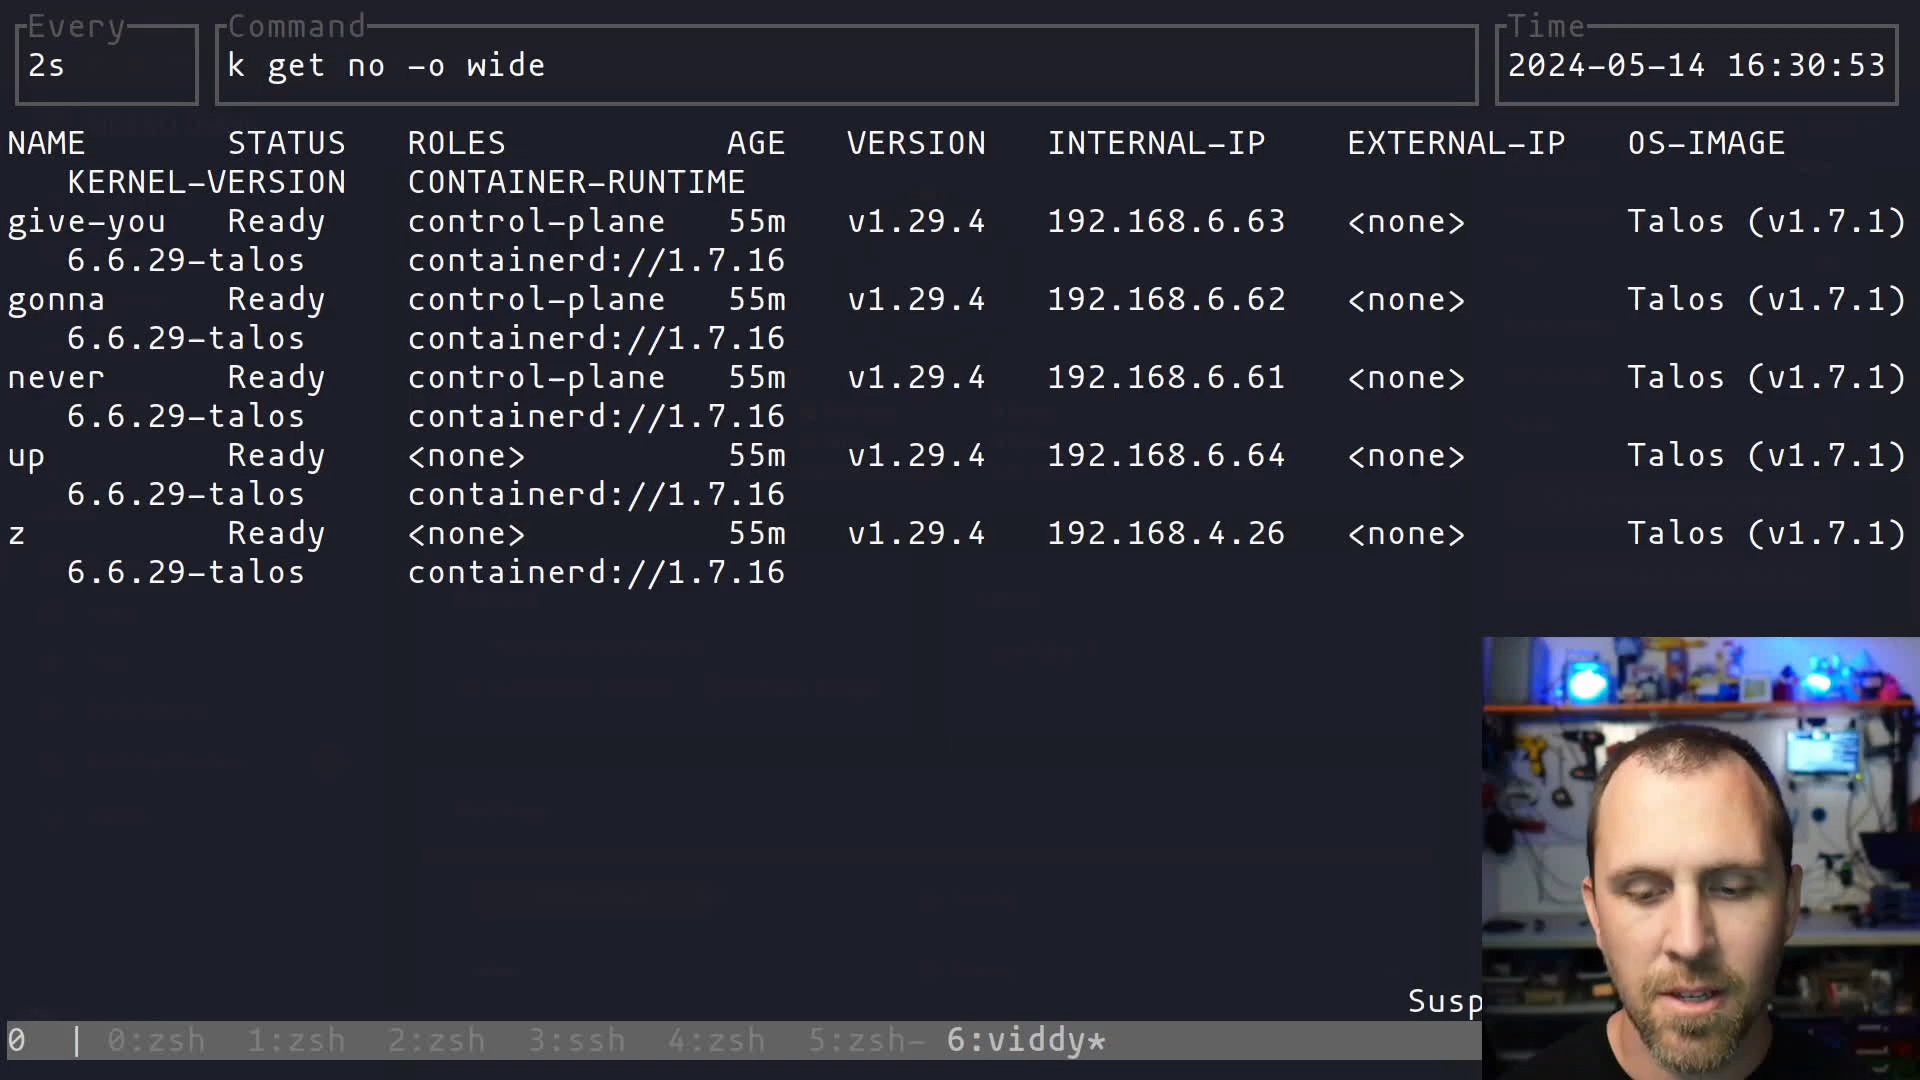 Every Command Time
2s k get no -o wide 2024-05-14 16:30:53
NAME STATUS ROLES AGE VERSION INTERNAL-IP EXTERNAL-IP OS-IMAGE
KERNEL-VERSION CONTAINER-RUNTIME
give-you Ready control-plane 55m v1.29.4 192.168.6.63 <none> Talos (v1.7.1)
6.6.29-talos containerd://1.7.16
gonna Ready control-plane 55m v1.29.4 192.168.6.62 <none> Talos (v1.7.1)
6.6.29-talos containerd://1.7.16
never Ready control-plane 55m v1.29.4 192.168.6.61 <none> Talos (v1.7.1)
6.6.29-talos containerd://1.7.16
up Ready <none> 55m v1.29.4 192.168.6.64 <none> Talos (v1.7.1)
6.6.29-talos containerd://1.7.16
z Ready <none> 55m v1.29.4 192.168.4.26 <none> Talos (v1.7.1)
6.6.29-talos containerd://1.7.16
Susp
0 | 0:zsh 1:zsh 2:zsh 3:ssh 4:zsh 5:zsh- 6:viddy*